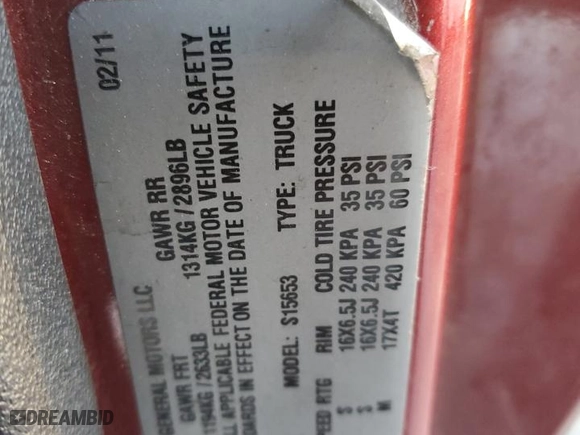 02/11
GENERAL MOTORS LLC
GAWR FRT GAWR RR
1194KG/2633LB 1314KG/2896LB
ALL APPLICABLE FEDERAL MOTOR VEHICLE SAFETY
IN EFFECT ON THE DATE OF MANUFACTURE
MODEL: S15653 TYPE: TRUCK
RTG RIM COLD TIRE PRESSURE
S 16X6.5J 240 KPA 35 PSI
S 16X6.5J 240 KPA 35 PSI
M 17X4T 420 KPA 60 PSI
©DREAMBID